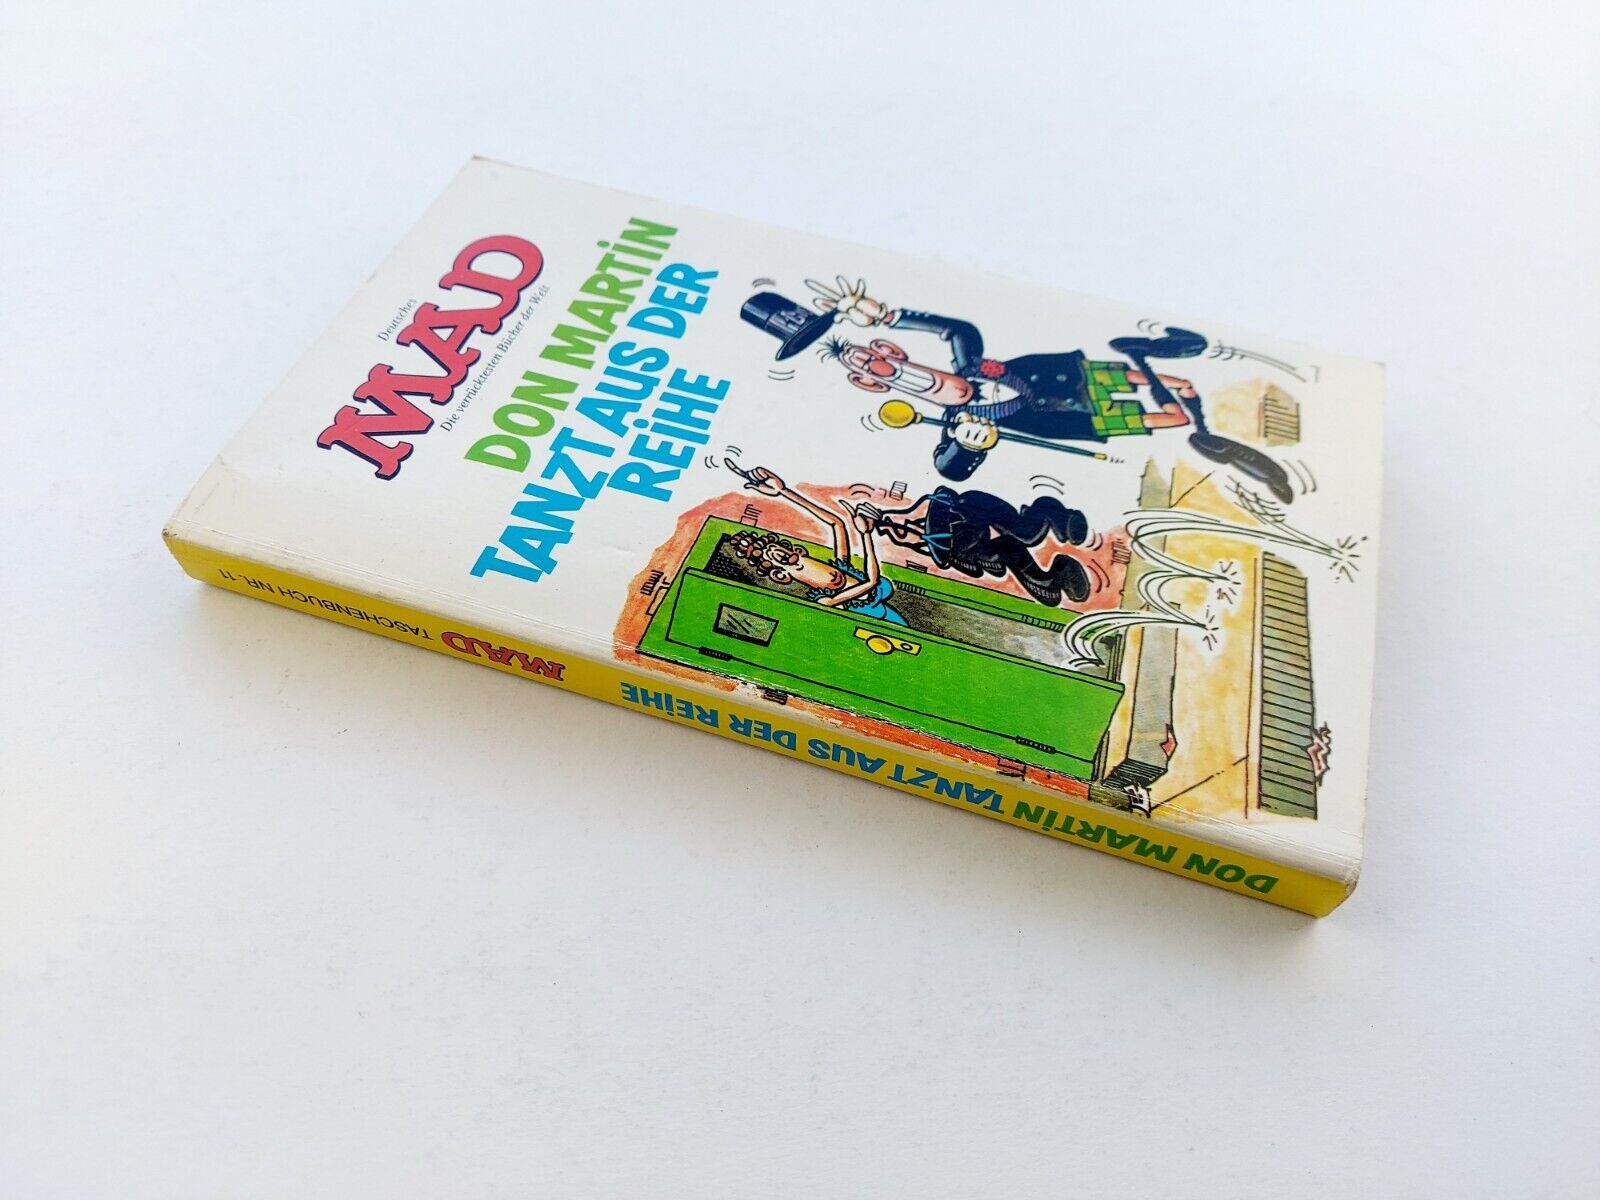 Deutsches
MAD
Die verrücktesten Bücher der Welt
DON MARTiN
TANZT AUS DER
REiHE
DON MARTiN TANZT AUS DER REiHE
MAD TASCHENBUCH NR. 11